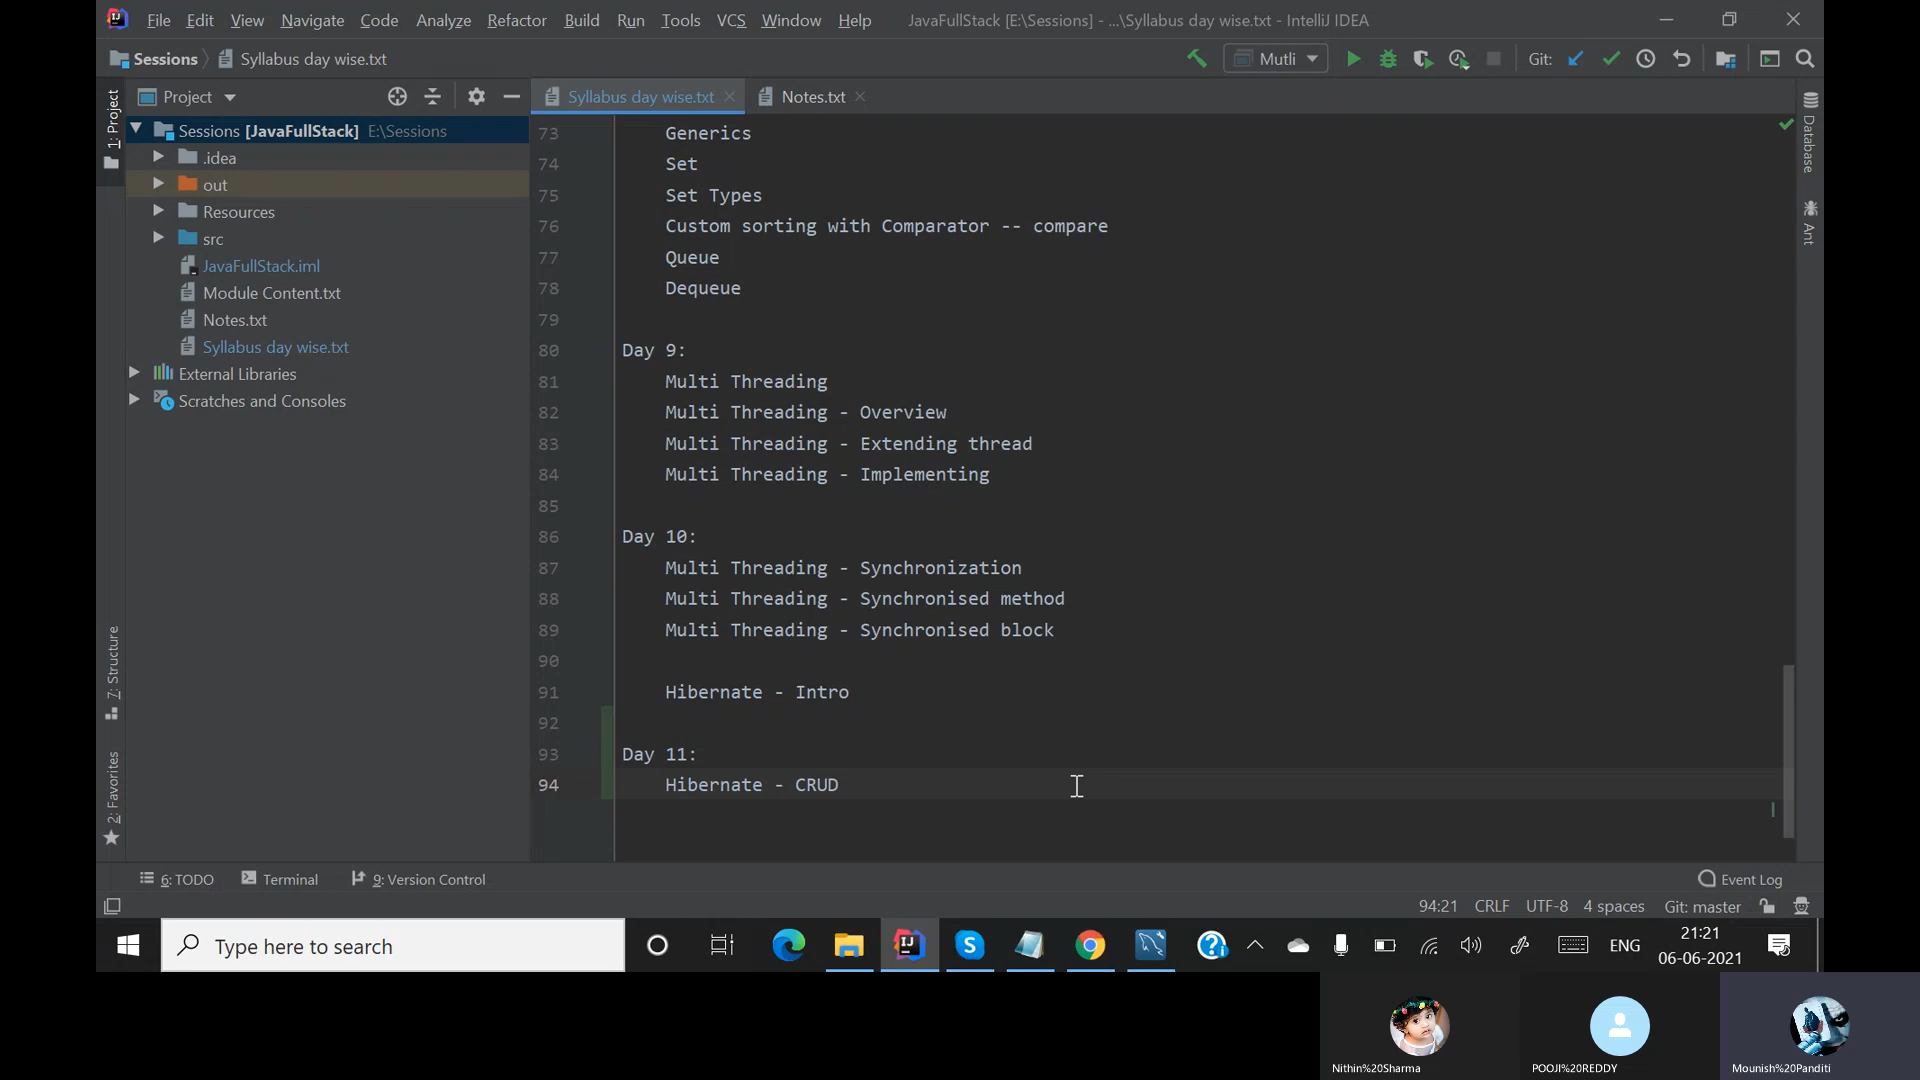 File Edit View Navigate Code Analyze Refactor Build Run Tools VCS Window Help JavaFullStack [E:\Sessions] - ...\Syllabus day wise.txt - IntelliJ IDEA
Sessions Syllabus day wise.txt Mutli Git:
1: Project
Project
Syllabus day wise.txt Notes.txt
Sessions [JavaFullStack] E:\Sessions
.idea
out
Resources
src
JavaFullStack.iml
Module Content.txt
Notes.txt
Syllabus day wise.txt
External Libraries
Scratches and Consoles
73 Generics
74 Set
75 Set Types
76 Custom sorting with Comparator -- compare
77 Queue
78 Dequeue
79
80 Day 9:
81 Multi Threading
82 Multi Threading - Overview
83 Multi Threading - Extending thread
84 Multi Threading - Implementing
85
86 Day 10:
87 Multi Threading - Synchronization
88 Multi Threading - Synchronised method
89 Multi Threading - Synchronised block
90
91 Hibernate - Intro
92
93 Day 11:
94 Hibernate - CRUD
Database
Ant
7: Structure
2: Favorites
6: TODO Terminal 9: Version Control Event Log
94:21 CRLF UTF-8 4 spaces Git: master
Type here to search
IJ
ENG
21:21
06-06-2021
Nithin%20Sharma POOJI%20REDDY Mounish%20Panditi